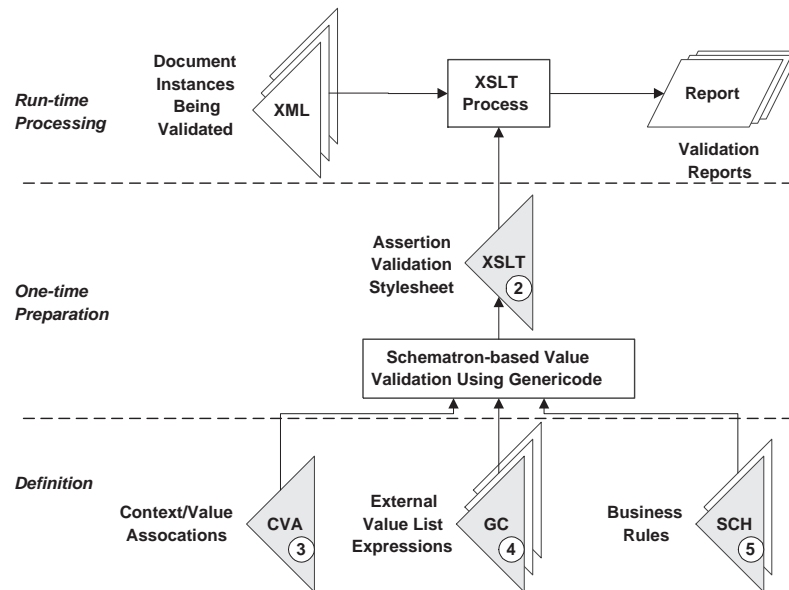 Document
Instances
Being
Validated
XML
XSLT
Process
Report
Validation
Reports
Run-time
Processing
Assertion
Validation
Stylesheet
XSLT
2
One-time
Preparation
Schematron-based Value
Validation Using Genericode
Definition
Context/Value
Assocations
CVA
3
External
Value List
Expressions
GC
4
Business
Rules
SCH
5